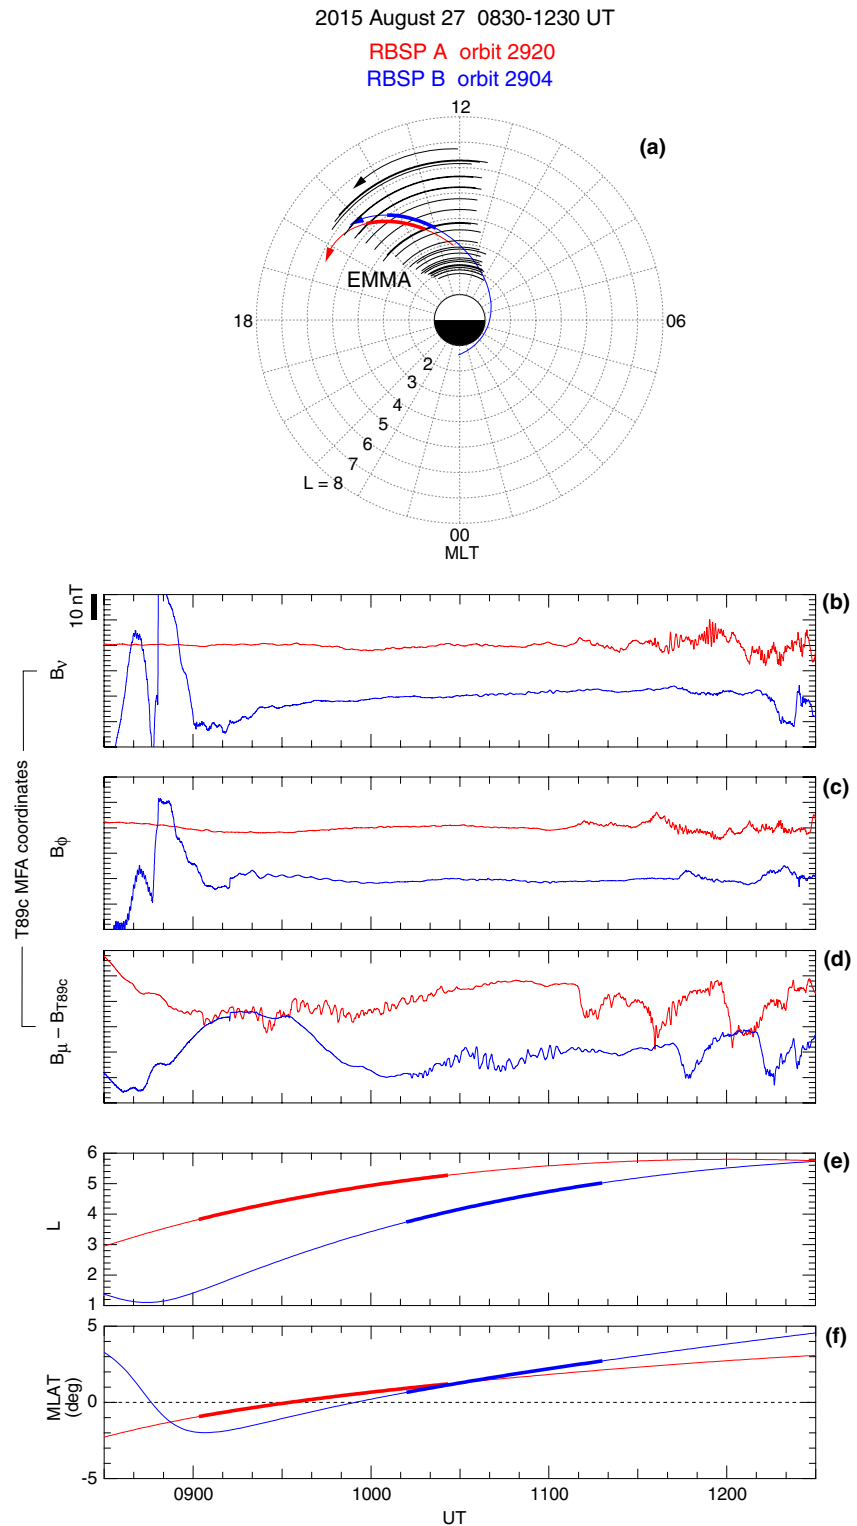 2015 August 27 0830-1230 UT
RBSP A orbit 2920
RBSP B orbit 2904
12
(a)
EMMA
18
06
2
3
4
5
6
7
L = 8
00
MLT
10 nT
(b)
Bν
(c)
Bϕ
T89c MFA coordinates
(d)
Bμ − BT89c
(e)
6
5
4
3
2
1
L
(f)
5
0
-5
MLAT
(deg)
0900
1000
1100
1200
UT